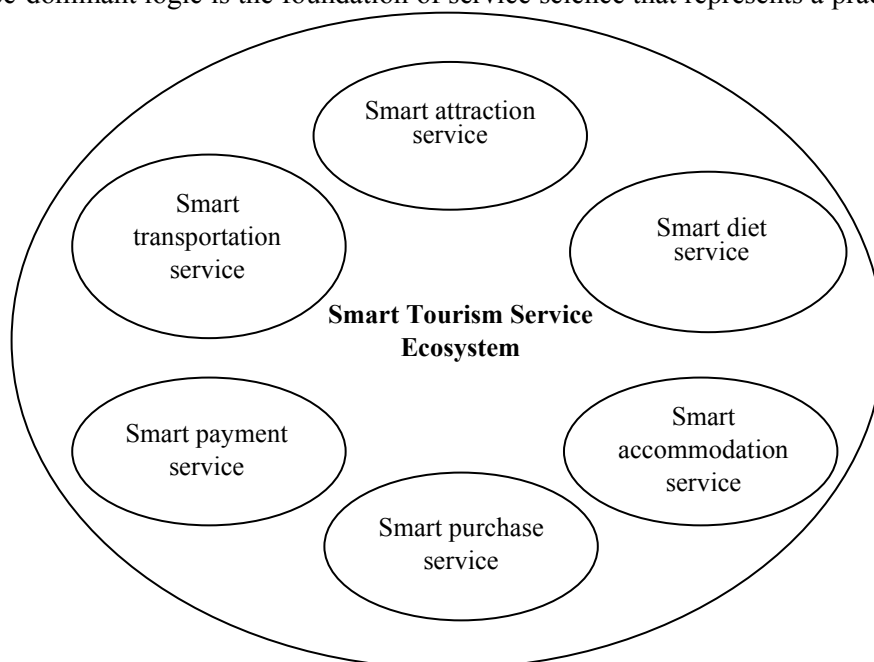 dominant logic is the foundation of service science that represents a
Smart attraction
service
Smart
transportation
service
Smart diet
service
Smart Tourism Service
Ecosystem
Smart payment
service
Smart
accommodation
service
Smart purchase
service